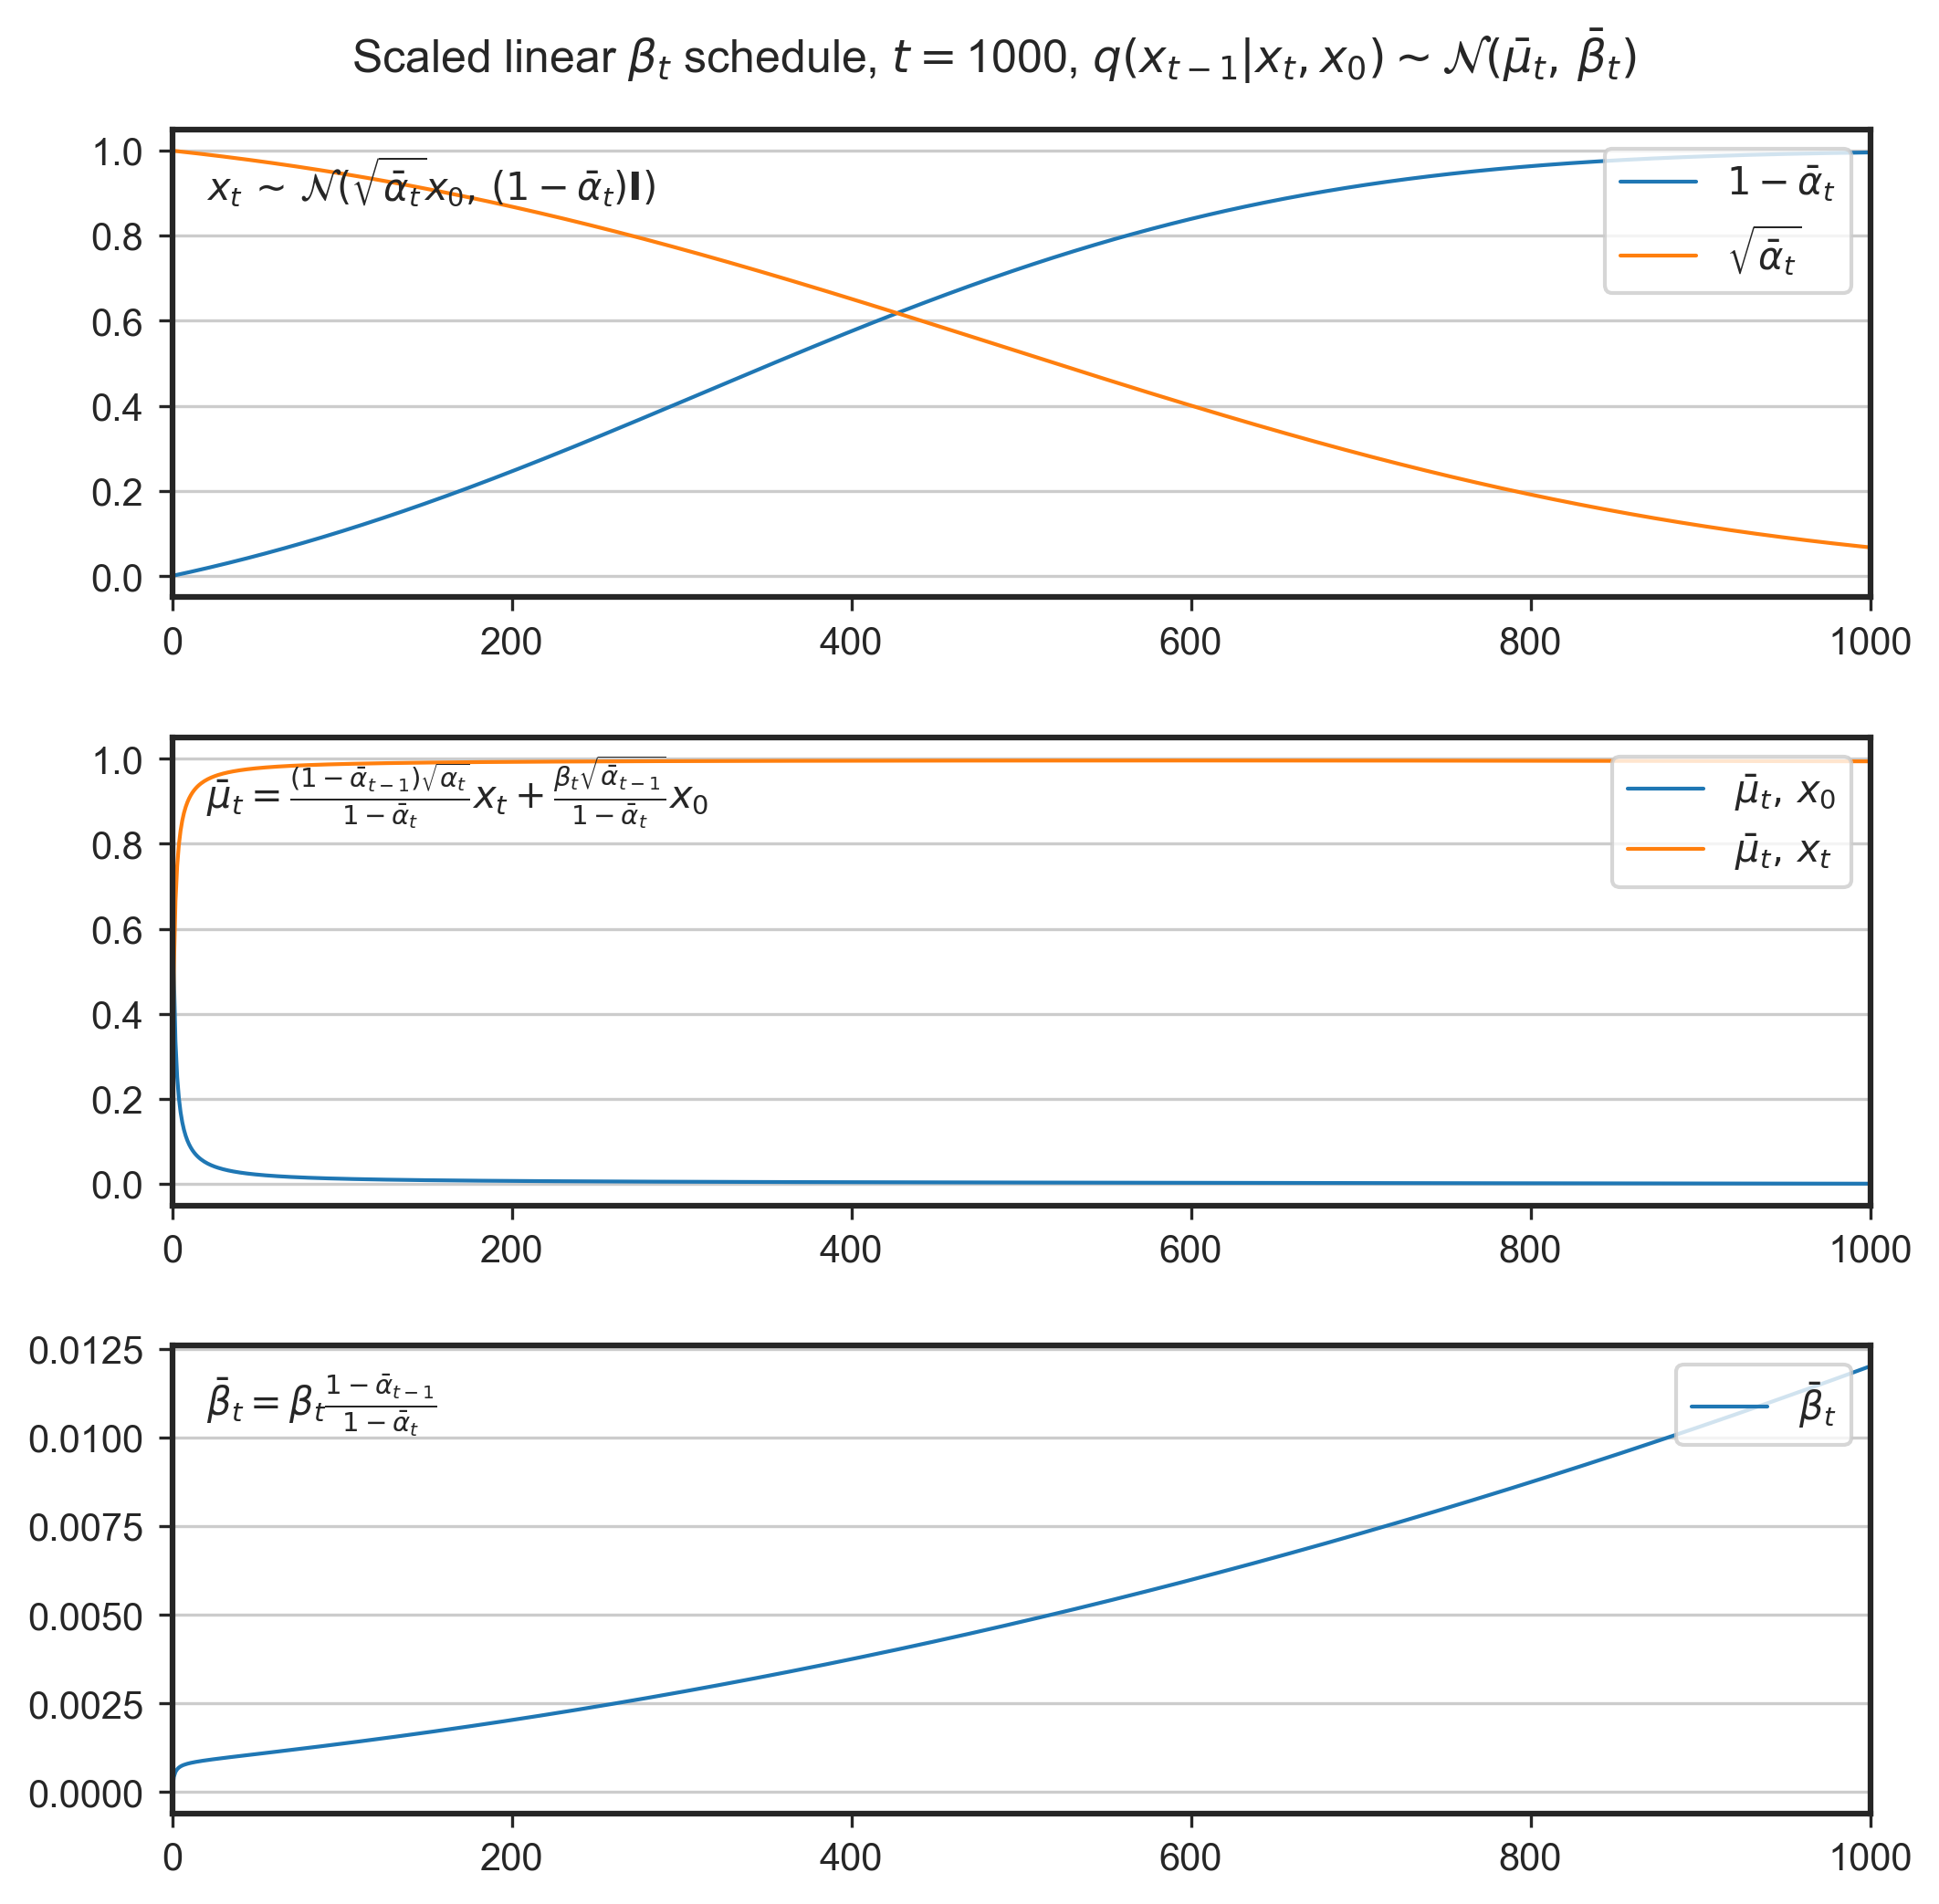 Scaled linear βₜ schedule, t = 1000, q(xₜ₋₁|xₜ, x₀) ~ 𝒩(μ̄ₜ, β̄ₜ)
1.0
0.8
0.6
0.4
0.2
0.0
xₜ ~ 𝒩(√ᾱₜx₀, (1 − ᾱₜ)𝐈)
1 − ᾱₜ
√ᾱₜ
0 200 400 600 800 1000
1.0
0.8
0.6
0.4
0.2
0.0
μ̄ₜ = (1 − ᾱₜ₋₁)√αₜ / 1 − ᾱₜ xₜ + βₜ√ᾱₜ₋₁ / 1 − ᾱₜ x₀
μ̄ₜ, x₀
μ̄ₜ, xₜ
0 200 400 600 800 1000
0.0125
0.0100
0.0075
0.0050
0.0025
0.0000
β̄ₜ = βₜ 1 − ᾱₜ₋₁ / 1 − ᾱₜ
β̄ₜ
0 200 400 600 800 1000